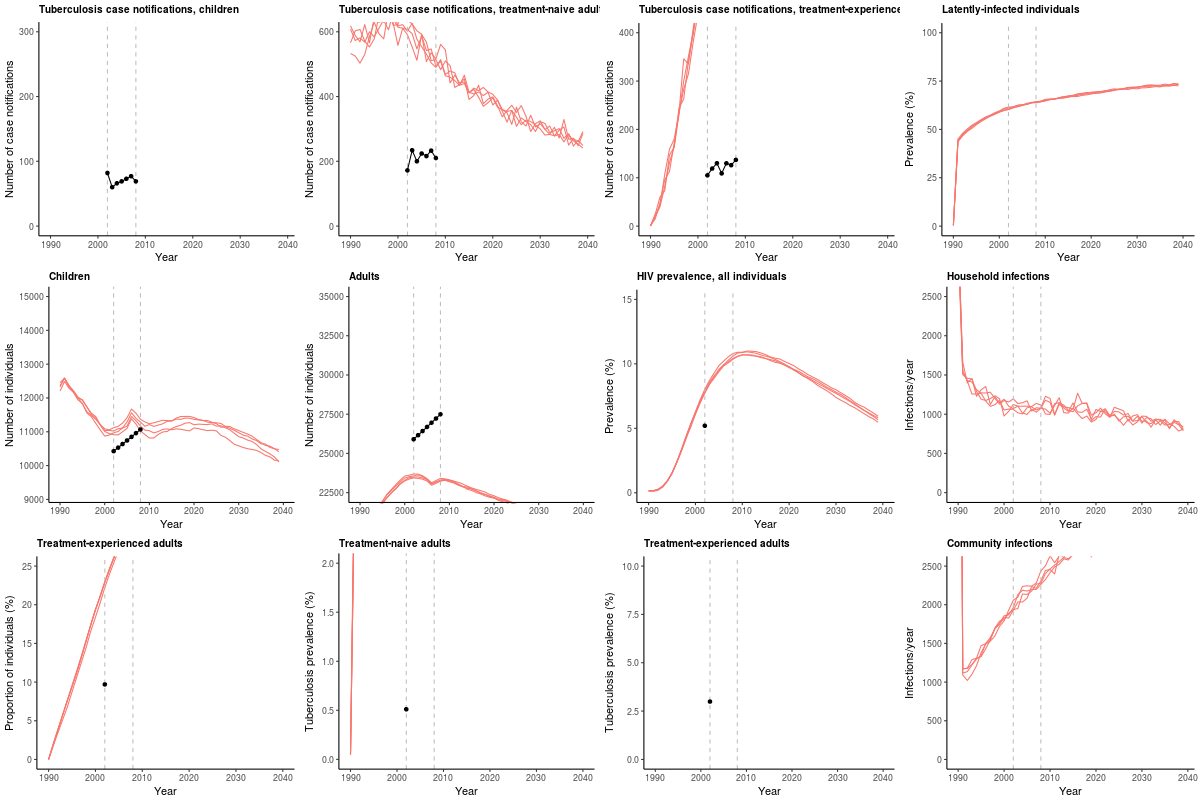 Tuberculosis case notifications, children
Number of case notifications
300
200
100
0
1990 2000 2010 2020 2030 2040
Year
Tuberculosis case notifications, treatment-naive adul
Number of case notifications
600
400
200
0
1990 2000 2010 2020 2030 2040
Year
Tuberculosis case notifications, treatment-experience
Number of case notifications
400
300
200
100
0
1990 2000 2010 2020 2030 2040
Year
Latently-infected individuals
Prevalence (%)
100
75
50
25
0
1990 2000 2010 2020 2030 2040
Year
Children
Number of individuals
15000
14000
13000
12000
11000
10000
9000
1990 2000 2010 2020 2030 2040
Year
Adults
Number of individuals
35000
32500
30000
27500
25000
22500
1990 2000 2010 2020 2030 2040
Year
HIV prevalence, all individuals
Prevalence (%)
15
10
5
0
1990 2000 2010 2020 2030 2040
Year
Household infections
Infections/year
2500
2000
1500
1000
500
0
1990 2000 2010 2020 2030 2040
Year
Treatment-experienced adults
Proportion of individuals (%)
25
20
15
10
5
0
1990 2000 2010 2020 2030 2040
Year
Treatment-naive adults
Tuberculosis prevalence (%)
2.0
1.5
1.0
0.5
0.0
1990 2000 2010 2020 2030 2040
Year
Treatment-experienced adults
Tuberculosis prevalence (%)
10.0
7.5
5.0
2.5
0.0
1990 2000 2010 2020 2030 2040
Year
Community infections
Infections/year
2500
2000
1500
1000
500
0
1990 2000 2010 2020 2030 2040
Year